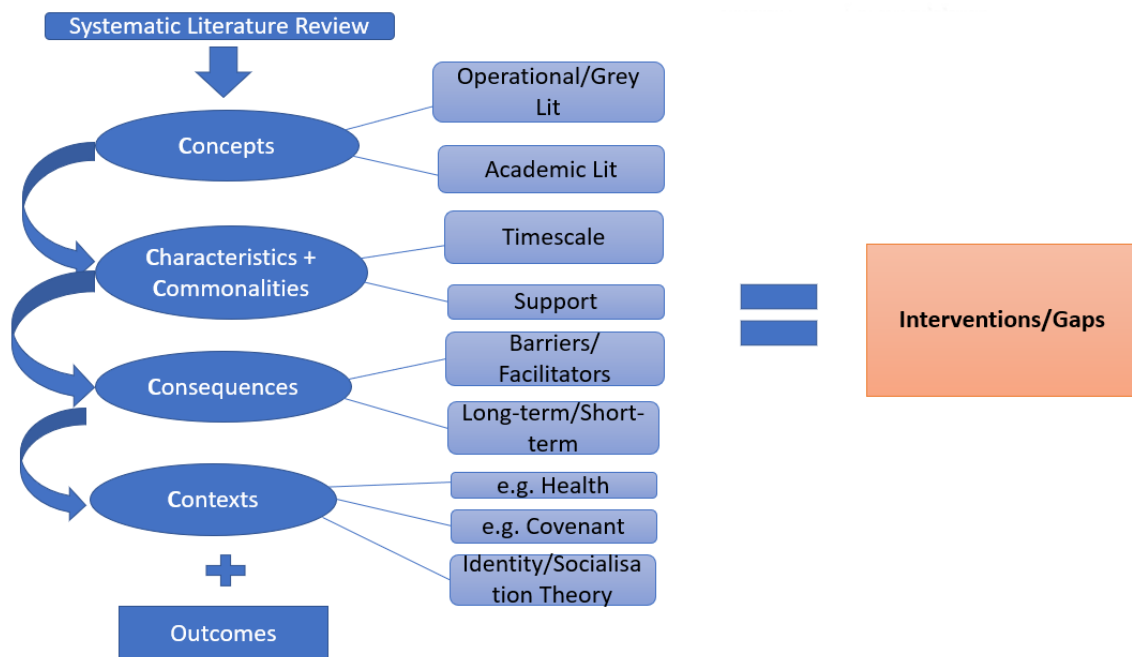 Systematic Literature Review
Operational/Grey
Lit
Concepts
Academic Lit
Characteristics +
Commonalities
Timescale
Support
Consequences
Barriers/
Facilitators
Long-term/Short-
term
Contexts
e.g. Health
e.g. Covenant
Identity/Socialisa
tion Theory
+
Outcomes
=
Interventions/Gaps